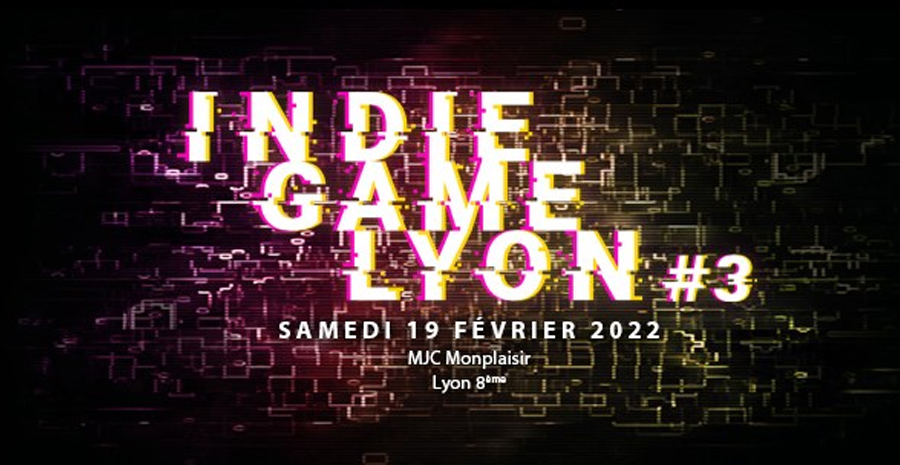 INDIE
GAME
LYON #3
SAMEDI 19 FÉVRIER 2022
MJC Monplaisir
Lyon 8ème